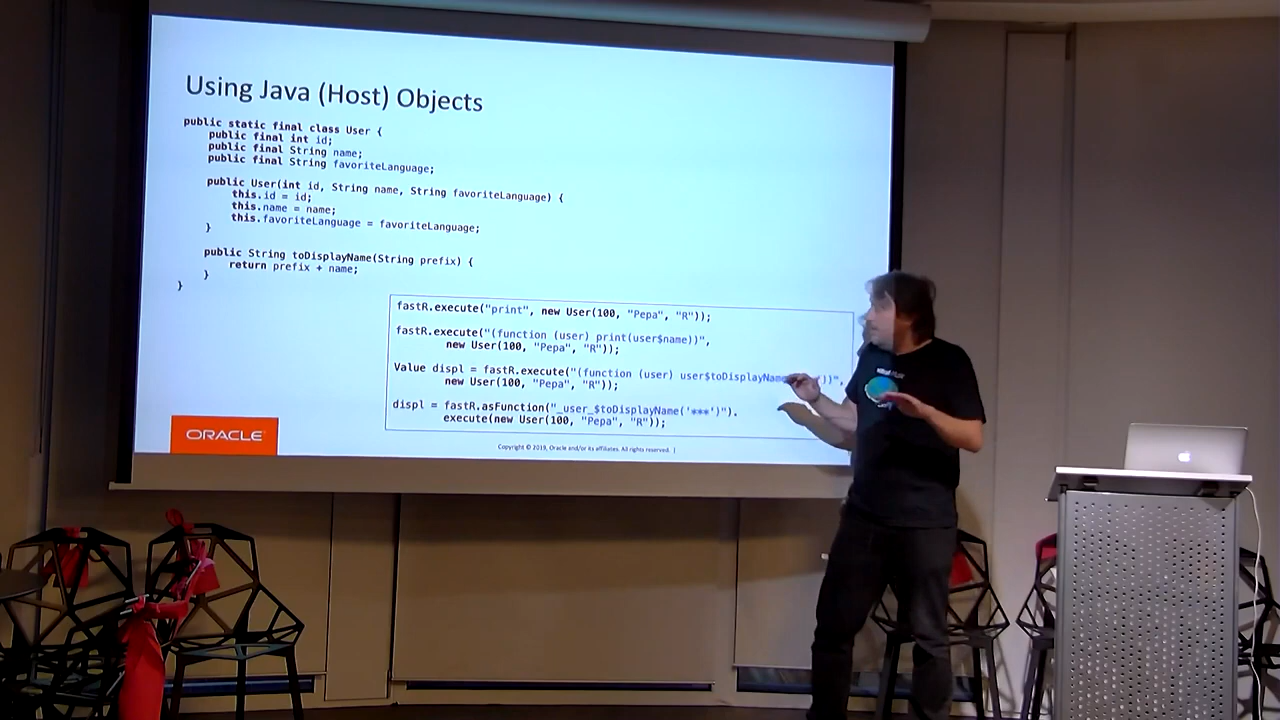 Using Java (Host) Objects
public static final class User {
public final int id;
public final String name;
public final String favoriteLanguage;
public User(int id, String name, String favoriteLanguage) {
this.id = id;
this.name = name;
this.favoriteLanguage = favoriteLanguage;
}
public String toDisplayName(String prefix) {
return prefix + name;
}
}
fastR.execute("print", new User(100, "Pepa", "R"));
fastR.execute("(function (user) print(user$name))",
new User(100, "Pepa", "R"));
Value displ = fastR.execute("(function (user) user$toDisplayName
new User(100, "Pepa", "R"));
displ = fastR.asFunction("_user_$toDisplayName('***')").
execute(new User(100, "Pepa", "R"));
ORACLE
Copyright © 2019, Oracle and/or its affiliates. All rights reserved. |